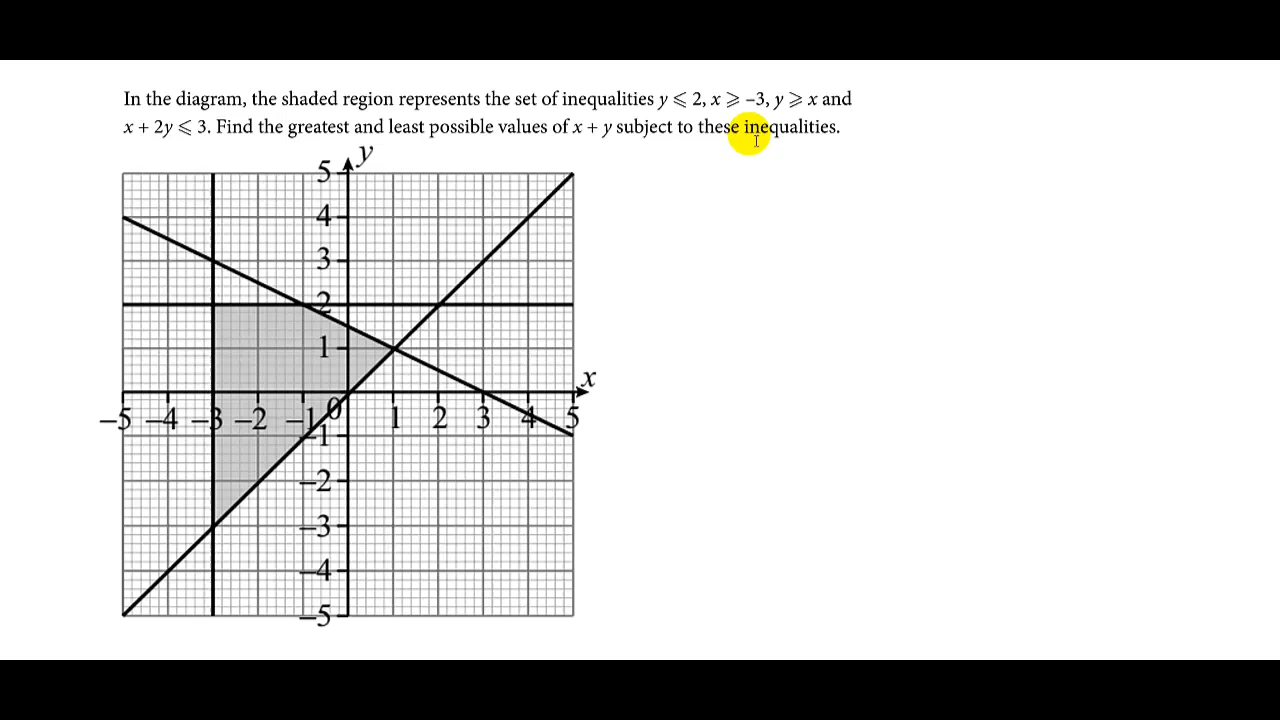 In the diagram, the shaded region represents the set of inequalities y ⩽ 2, x ⩾ –3, y ⩾ x and
x + 2y ⩽ 3. Find the greatest and least possible values of x + y subject to these inequalities.
y
5
4
3
2
1
x
–5 –4 –3 –2 –1 0 1 2 3 4 5
–1
–2
–3
–4
–5